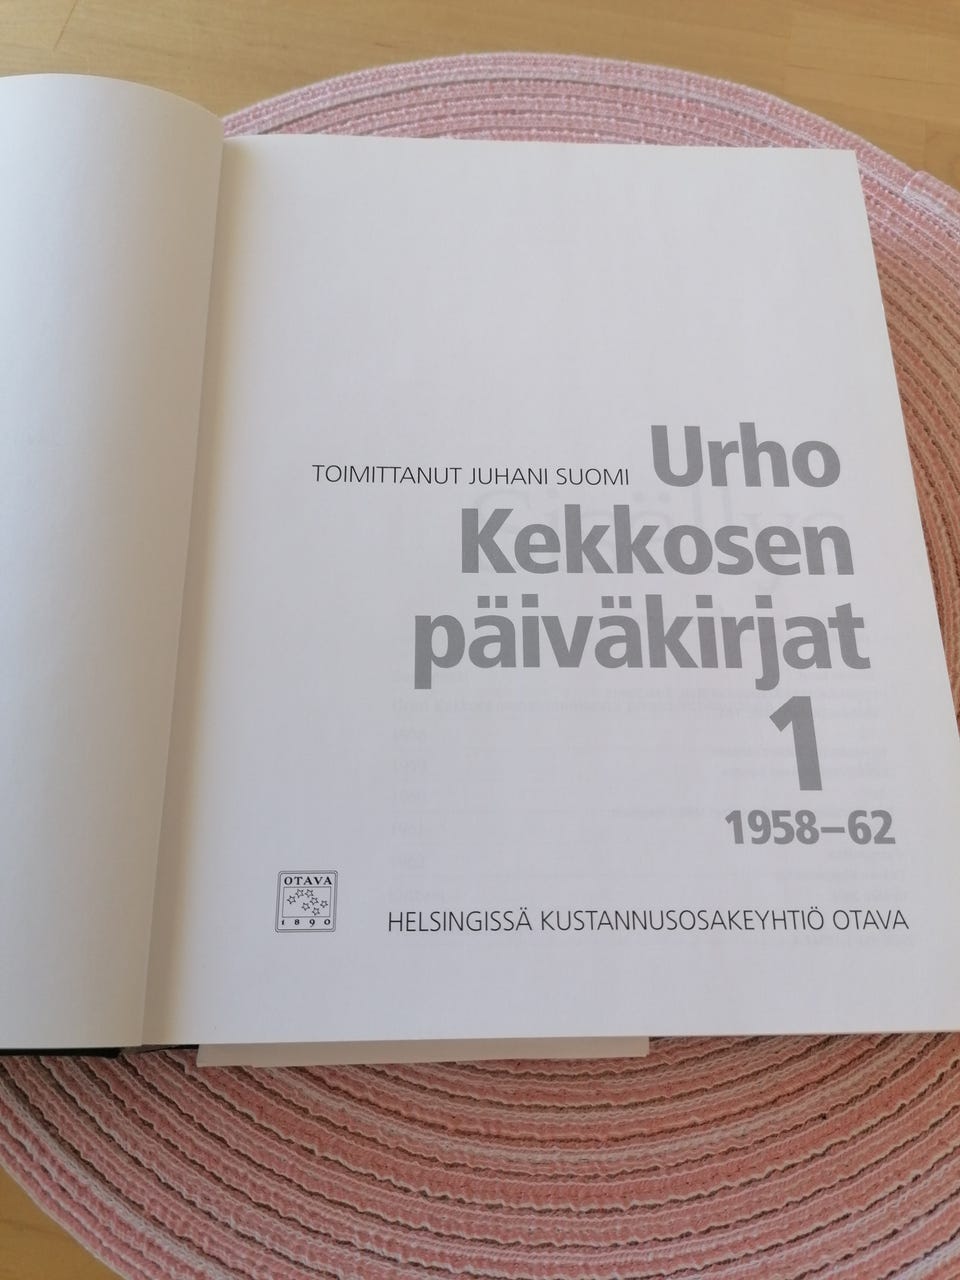 TOIMITTANUT JUHANI SUOMI Urho
Kekkosen
päiväkirjat
1
1958–62
OTAVA
1890
HELSINGISSÄ KUSTANNUSOSAKEYHTIÖ OTAVA